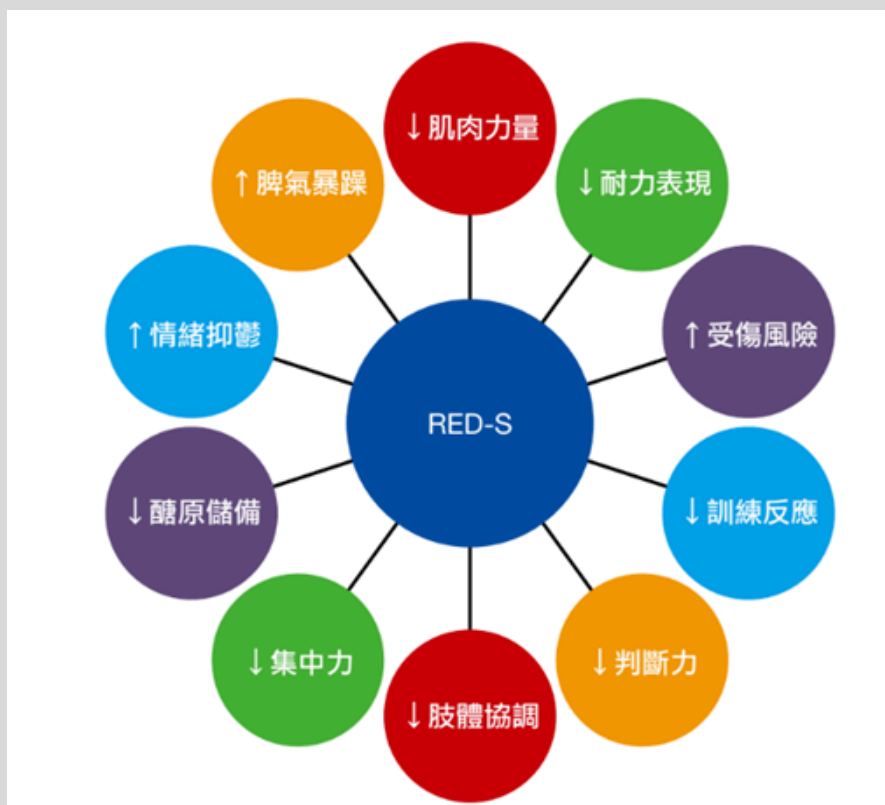 ↓肌肉力量
↓耐力表現
↑受傷風險
↓訓練反應
↓判斷力
↓肢體協調
↓集中力
↓醣原儲備
↑情緒抑鬱
↑脾氣暴躁
RED-S